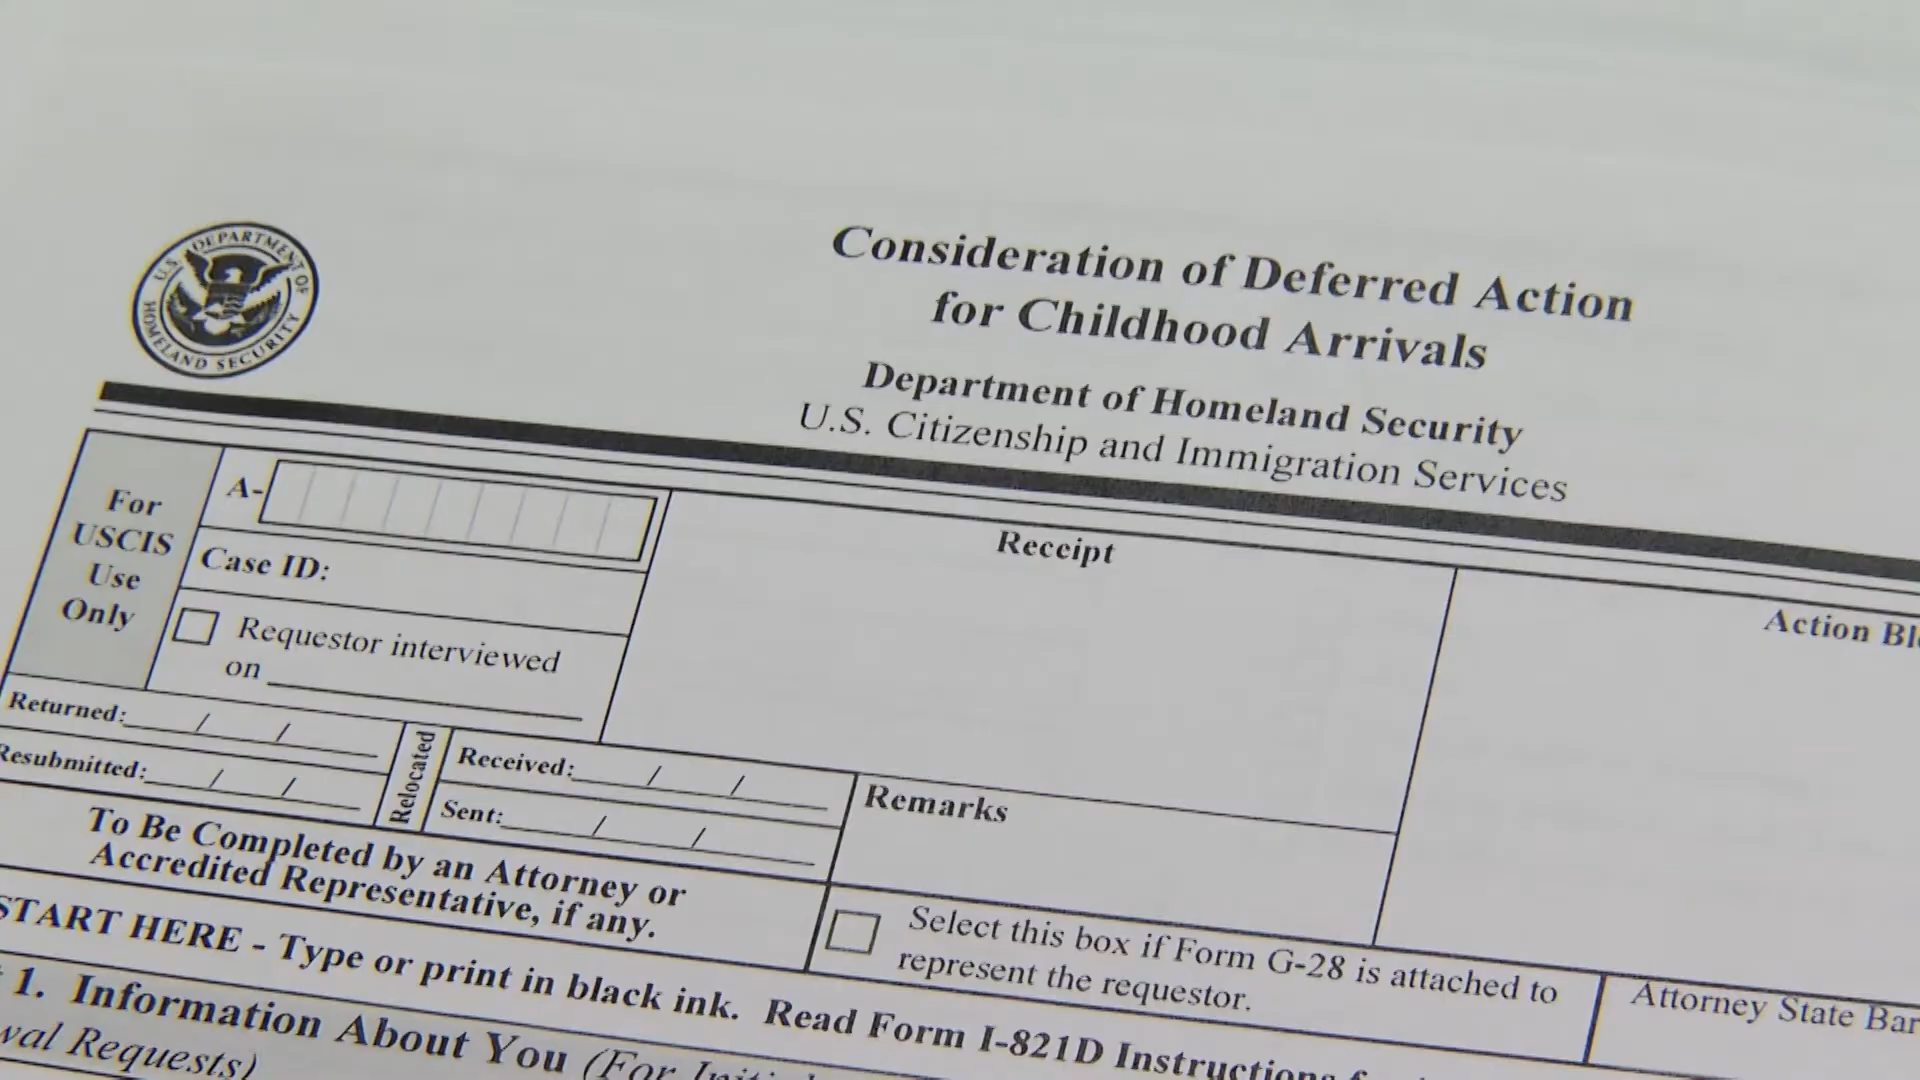 U.S. DEPARTMENT OF HOMELAND SECURITY
Consideration of Deferred Action
for Childhood Arrivals
Department of Homeland Security
U.S. Citizenship and Immigration Services
For
USCIS
Use
Only
A-
Case ID:
Requestor interviewed
on
Receipt
Action
Returned: / /
Resubmitted: / /
Relocated
Received: / /
Sent: / /
Remarks
To Be Completed by an Attorney or
Accredited Representative, if any.
Select this box if Form G-28 is attached to
represent the requestor.
Attorney State Bar
START HERE - Type or print in black ink. Read Form I-821D Instructions
1. Information About You (For
Requests)